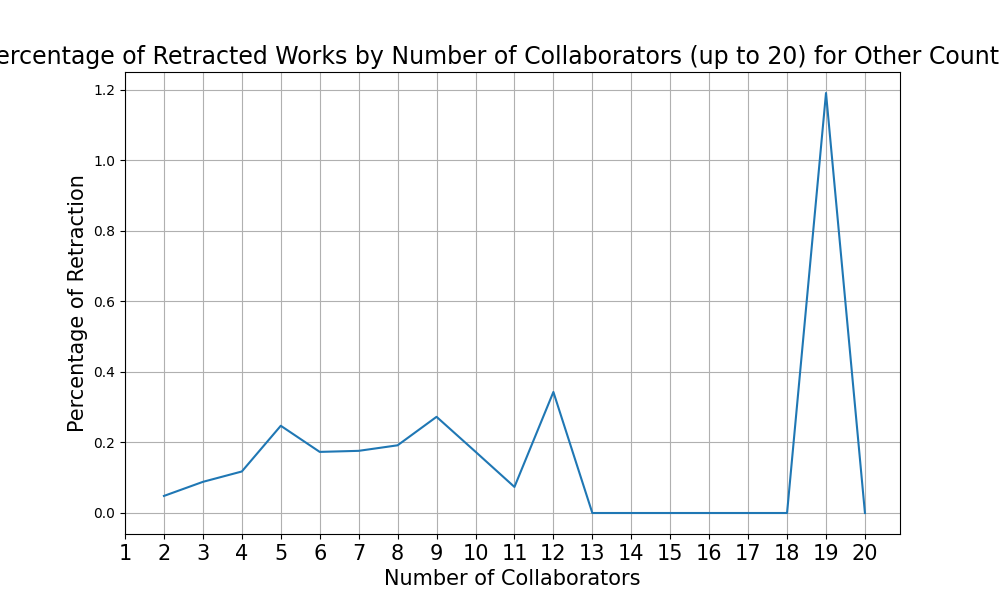 ercentage of Retracted Works by Number of Collaborators (up to 20) for Other Count
Percentage of Retraction
1.2
1.0
0.8
0.6
0.4
0.2
0.0
1 2 3 4 5 6 7 8 9 10 11 12 13 14 15 16 17 18 19 20
Number of Collaborators